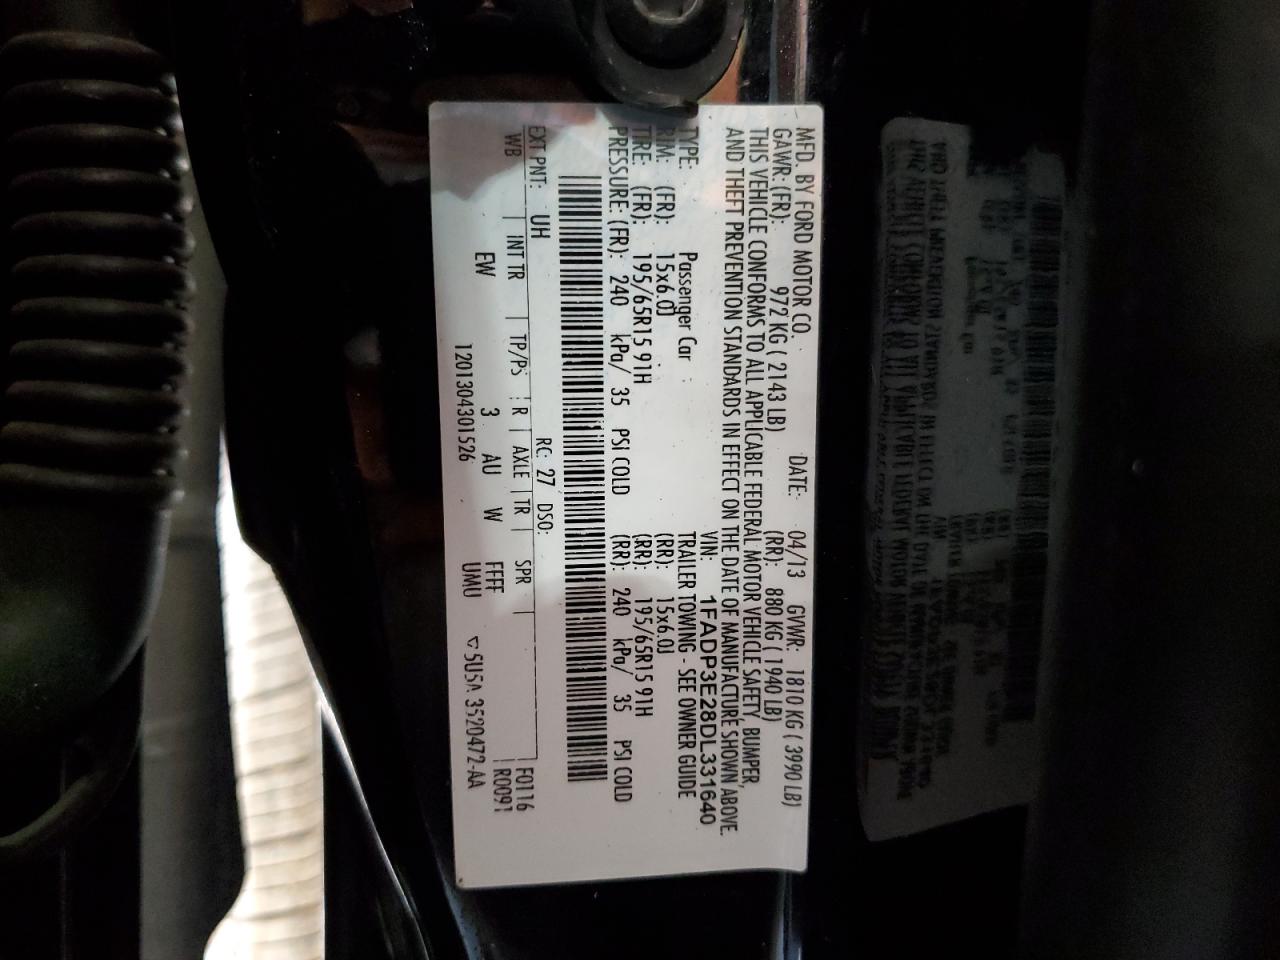 MFD. BY FORD MOTOR CO.
DATE: 04/13 GVWR: 1810 KG ( 3990 LB)
GAWR: (FR): 972 KG ( 2143 LB) (RR): 880 KG ( 1940 LB)
THIS VEHICLE CONFORMS TO ALL APPLICABLE FEDERAL MOTOR VEHICLE SAFETY, BUMPER,
AND THEFT PREVENTION STANDARDS IN EFFECT ON THE DATE OF MANUFACTURE SHOWN ABOVE.
VIN: 1FADP3E28DL331640
TYPE: Passenger Car : TRAILER TOWING - SEE OWNER GUIDE
RIM: (FR): 15x6.0J (RR): 15x6.0J
TIRE: (FR): 195/65R15 91H (RR): 195/65R15 91H
PRESSURE: (FR): 240 kPa/ 35 PSI COLD (RR): 240 kPa/ 35 PSI COLD
EXT PNT: UH RC: 27 DSO: F0116
WB INT TR TP/PS R AXLE TR SPR R0091
EW 3 AU W FFFF
1201304301526 UMU 5U5A 3520472-AA